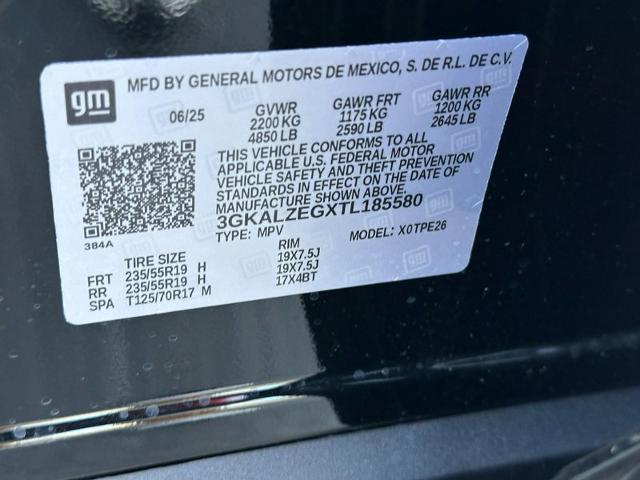 gm
MFD BY GENERAL MOTORS DE MEXICO, S. DE R.L. DE C.V.
06/25 GVWR GAWR FRT GAWR RR
2200 KG 1175 KG 1200 KG
4850 LB 2590 LB 2645 LB
THIS VEHICLE CONFORMS TO ALL
APPLICABLE U.S. FEDERAL MOTOR
VEHICLE SAFETY AND THEFT PREVENTION
STANDARDS IN EFFECT ON THE DATE OF
MANUFACTURE SHOWN ABOVE.
3GKALZEGXTL185580
TYPE: MPV MODEL: X0TPE26
384A
TIRE SIZE RIM
FRT 235/55R19 H 19X7.5J
RR 235/55R19 H 19X7.5J
SPA T125/70R17 M 17X4BT